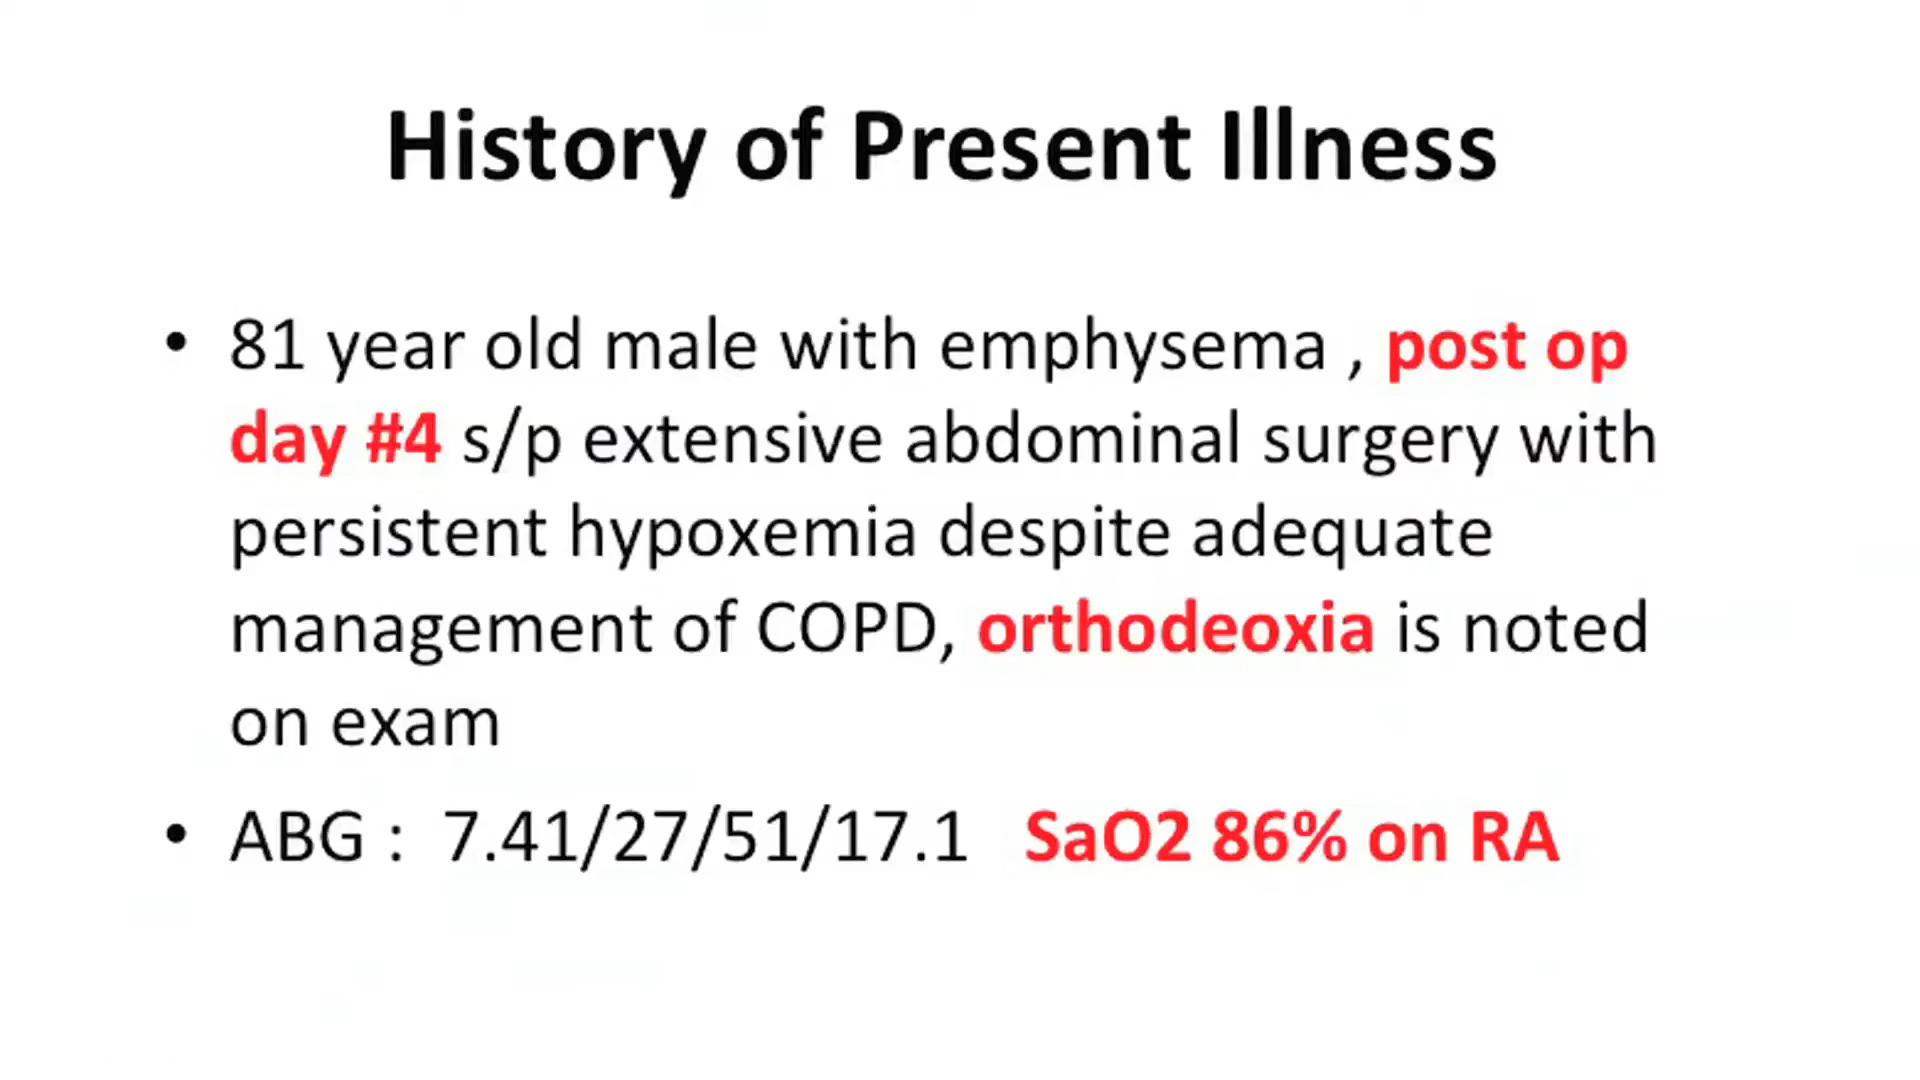 History of Present Illness
• 81 year old male with emphysema , post op
day #4 s/p extensive abdominal surgery with
persistent hypoxemia despite adequate
management of COPD, orthodeoxia is noted
on exam
• ABG : 7.41/27/51/17.1 SaO2 86% on RA